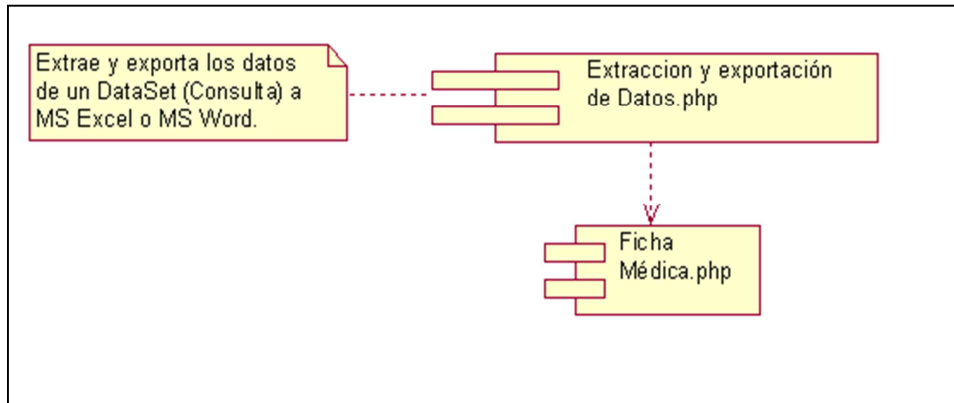 Extrae y exporta los datos
de un DataSet (Consulta) a
MS Excel o MS Word.
Extraccion y exportación
de Datos.php
Ficha
Médica.php